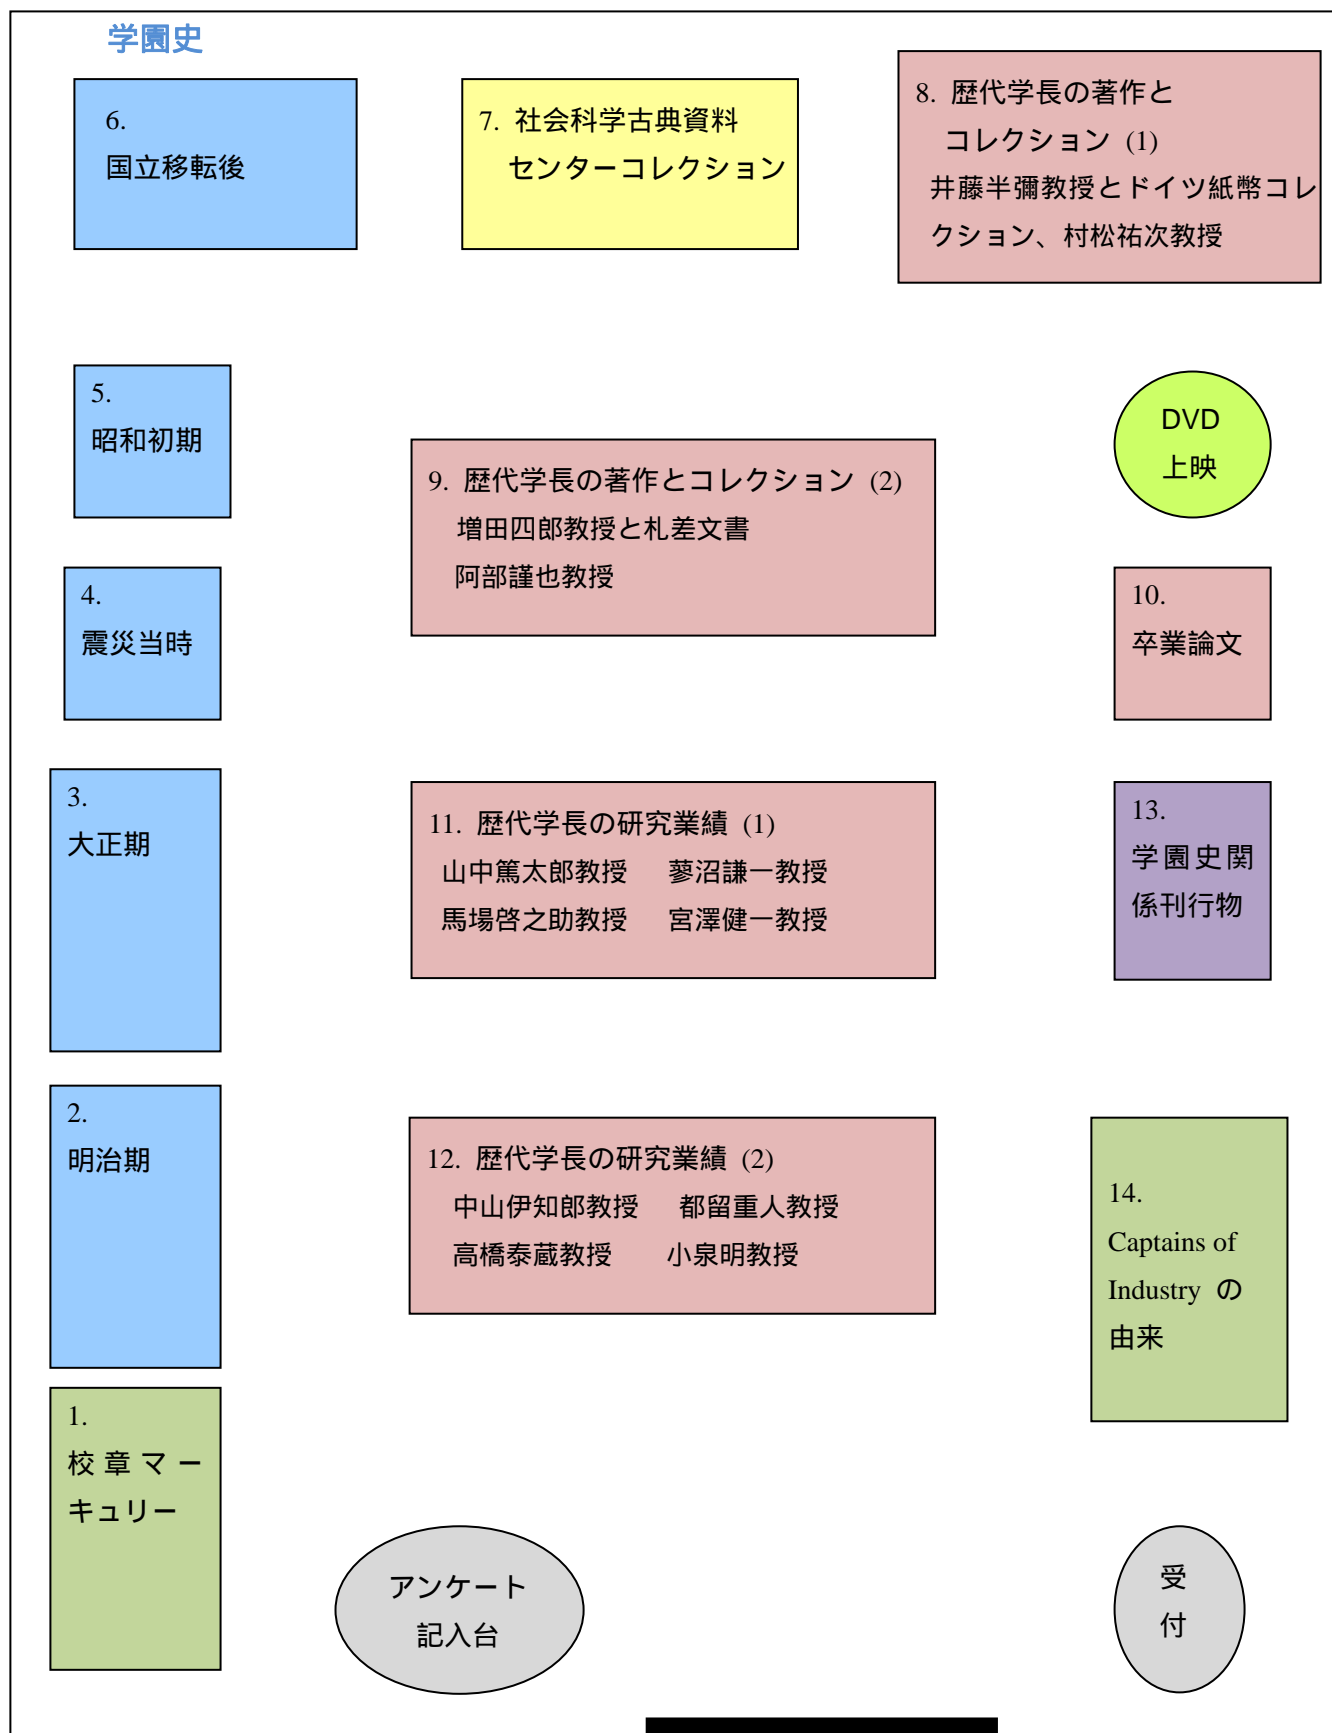 学園史
6.
国立移転後
7. 社会科学古典資料
センターコレクション
8. 歴代学長の著作と
コレクション (1)
井藤半彌教授とドイツ紙幣コレ
クション、村松祐次教授
5.
昭和初期
9. 歴代学長の著作とコレクション (2)
増田四郎教授と札差文書
阿部謹也教授
DVD
上映
4.
震災当時
10.
卒業論文
3.
大正期
11. 歴代学長の研究業績 (1)
山中篤太郎教授 蓼沼謙一教授
馬場啓之助教授 宮澤健一教授
13.
学園史関
係刊行物
2.
明治期
12. 歴代学長の研究業績 (2)
中山伊知郎教授 都留重人教授
高橋泰蔵教授 小泉明教授
14.
Captains of
Industry の
由来
1.
校章マー
キュリー
アンケート
記入台
受
付